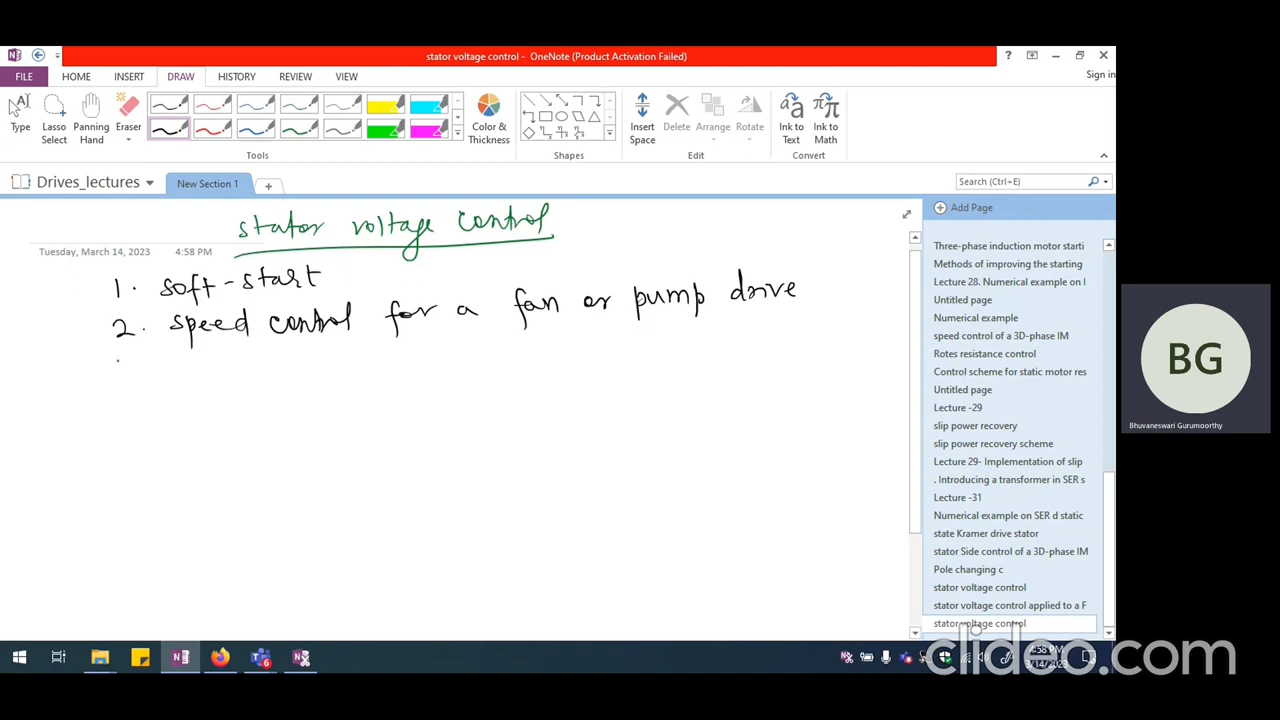 stator voltage control - OneNote (Product Activation Failed)
? 
Sign in
FILE HOME INSERT DRAW HISTORY REVIEW VIEW
Type
Lasso Select
Panning Hand
Eraser
Color & Thickness
Insert Space
Delete
Arrange
Rotate
Ink to Text
Ink to Math
Tools
Shapes
Edit
Convert
Drives_lectures
New Section 1
Search (Ctrl+E)
stator voltage control
Tuesday, March 14, 2023 4:58 PM
1. soft-start
2. speed control for a fan or pump drive
Add Page
Three-phase induction motor starti
Methods of improving the starting
Lecture 28. Numerical example on I
Untitled page
Numerical example
speed control of a 3D-phase IM
Rotes resistance control
Control scheme for static motor res
Untitled page
Lecture -29
slip power recovery
slip power recovery scheme
Lecture 29- Implementation of slip
. Introducing a transformer in SER s
Lecture -31
Numerical example on SER d static
state Kramer drive stator
stator Side control of a 3D-phase IM
Pole changing c
stator voltage control
stator voltage control applied to a F
stator voltage control
BG
Bhuvaneswari Gurumoorthy
4:58 PM
3/14/2023
clideo.com